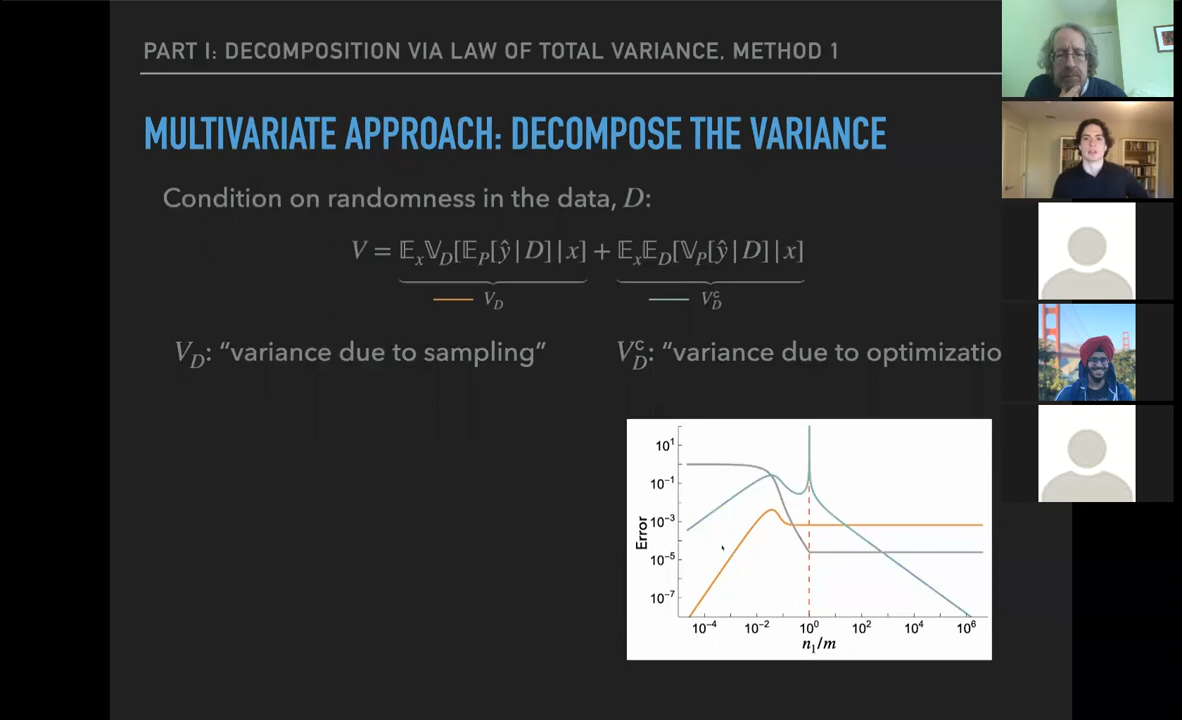 PART I: DECOMPOSITION VIA LAW OF TOTAL VARIANCE, METHOD 1
MULTIVARIATE APPROACH: DECOMPOSE THE VARIANCE
Condition on randomness in the data, D:
V = 𝔼ₓ𝕍_D[𝔼_P[ŷ|D]|x] + 𝔼ₓ𝔼_D[𝕍_P[ŷ|D]|x]
V_D V_D^c
V_D: “variance due to sampling” V_D^c: “variance due to optimizatio
10¹
10⁻¹
10⁻³
10⁻⁵
10⁻⁷
Error
10⁻⁴ 10⁻² 10⁰ 10² 10⁴ 10⁶
n₁/m